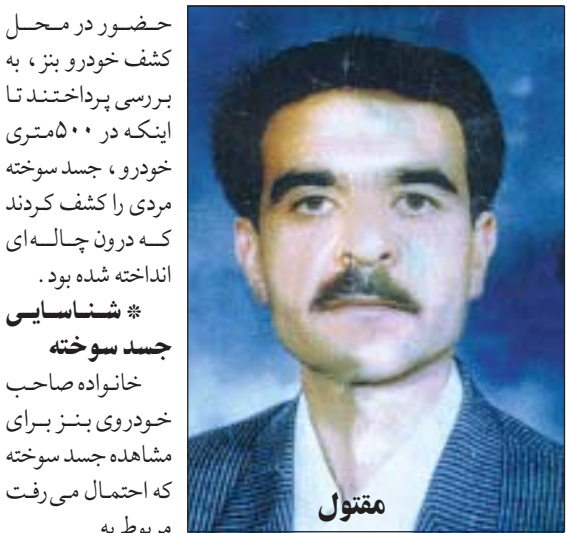 حضور در محل
کشف خودرو بنز، به
بررسی پرداختند تا
اینکه در ۵۰۰متری
خودرو، جسد سوخته
مردی را کشف کردند
که درون چاله‌ای
انداخته شده بود.
* شناسایی
جسد سوخته
خانواده صاحب
خودروی بنز برای
مشاهده جسد سوخته
که احتمال می‌رفت
مربوط به
مقتول